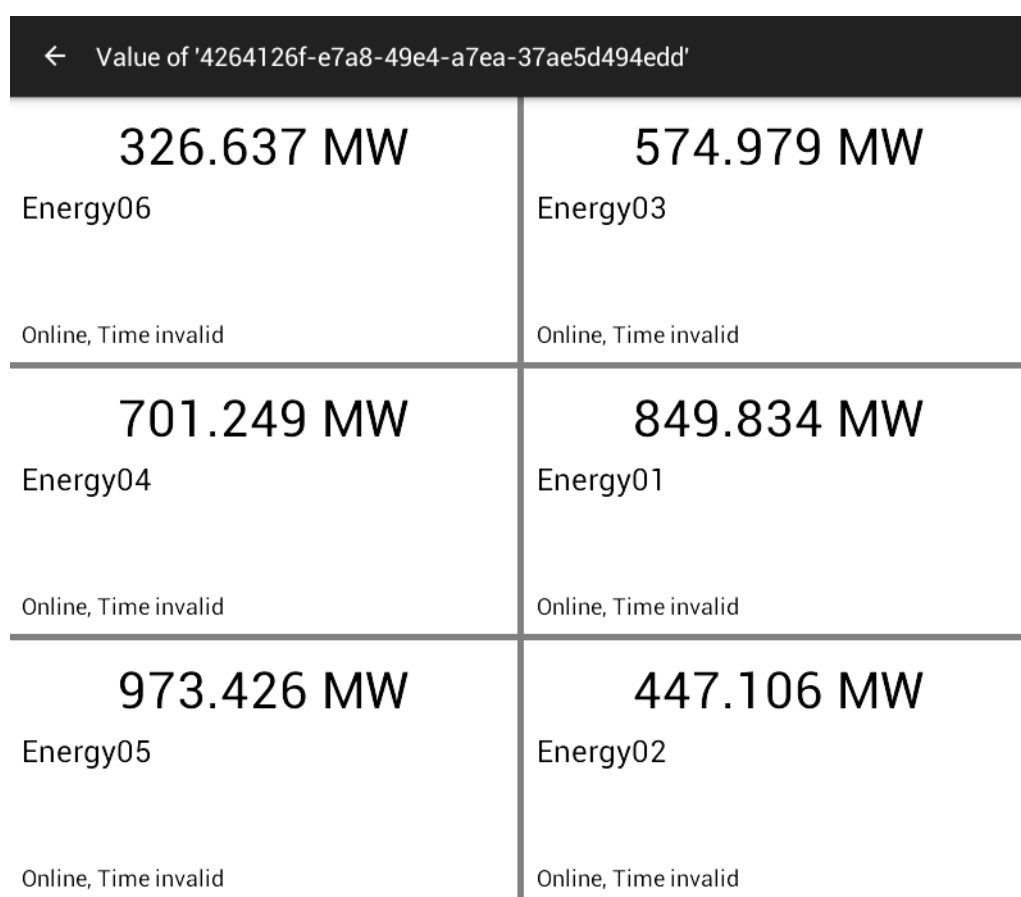 Value of '4264126f-e7a8-49e4-a7ea-37ae5d494edd'
326.637 MW
Energy06
Online, Time invalid
574.979 MW
Energy03
Online, Time invalid
701.249 MW
Energy04
Online, Time invalid
849.834 MW
Energy01
Online, Time invalid
973.426 MW
Energy05
Online, Time invalid
447.106 MW
Energy02
Online, Time invalid